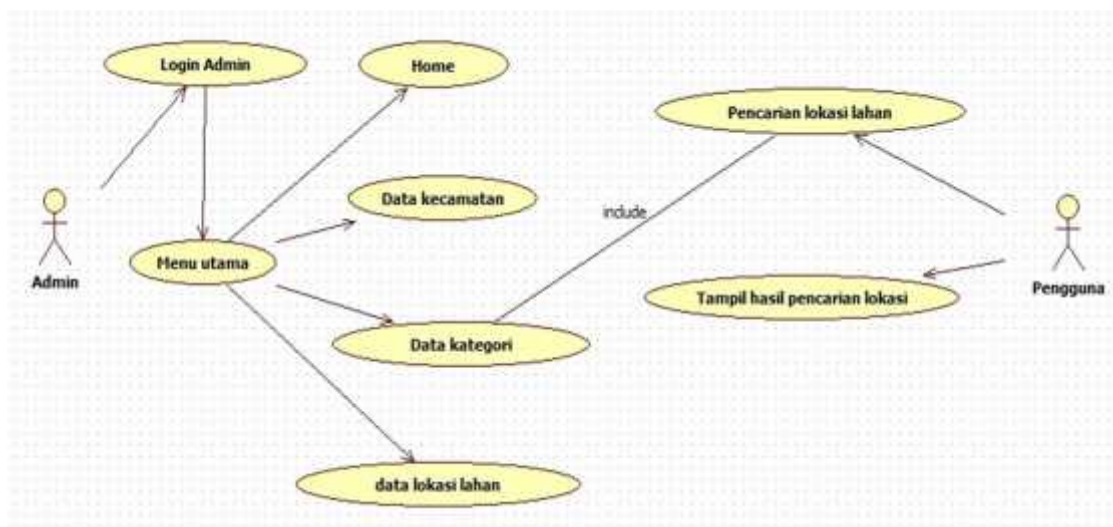 Login Admin
Home
Pencarian lokasi lahan
Data kecamatan
include
Menu utama
Admin
Pengguna
Tampil hasil pencarian lokasi
Data kategori
data lokasi lahan